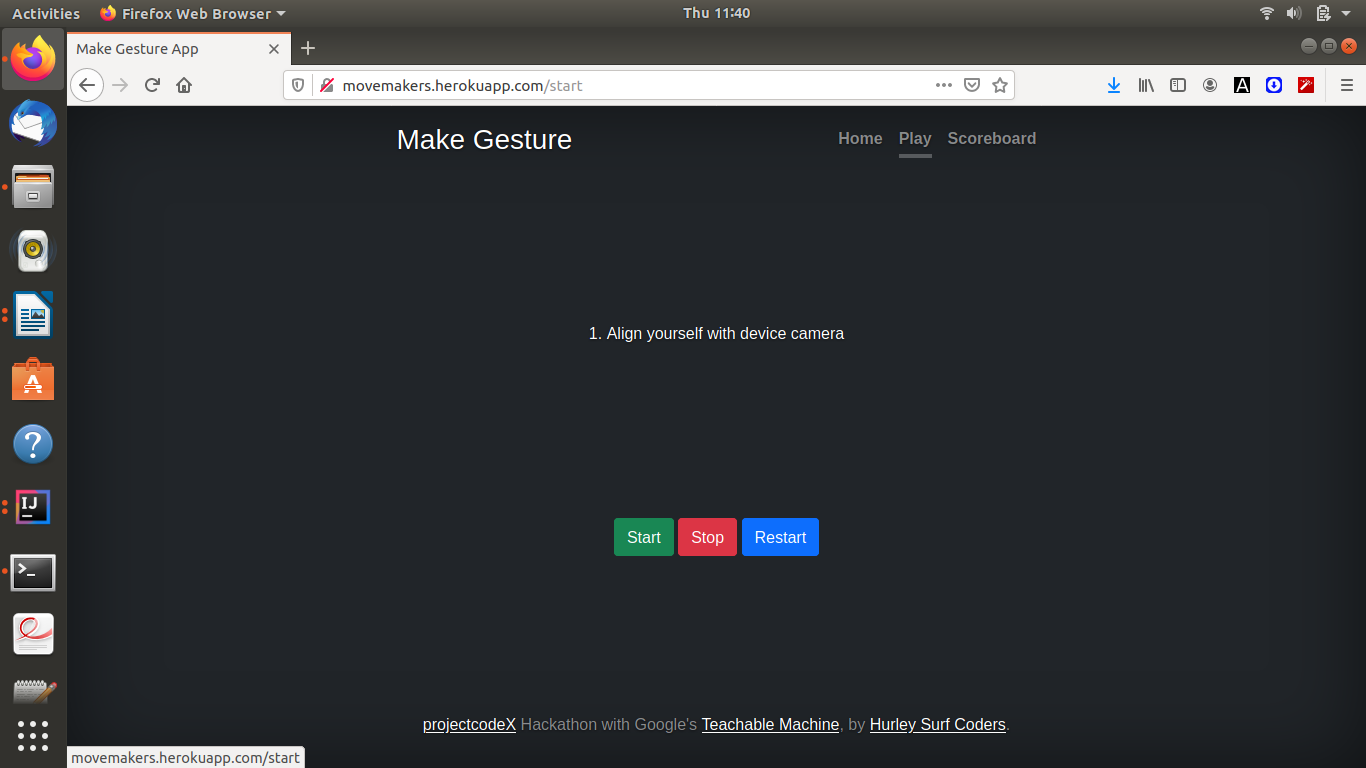 Activities Firefox Web Browser Thu 11:40
Make Gesture App
movemakers.herokuapp.com/start
Make Gesture Home Play Scoreboard
1. Align yourself with device camera
Start Stop Restart
projectcodeX Hackathon with Google's Teachable Machine, by Hurley Surf Coders.
movemakers.herokuapp.com/start